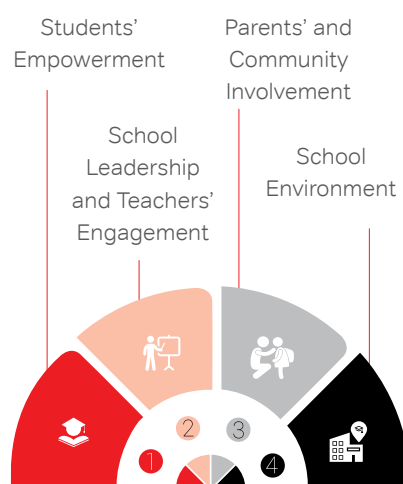 Students’
Empowerment
School
Leadership
and Teachers’
Engagement
Parents’ and
Community
Involvement
School
Environment
1
2
3
4